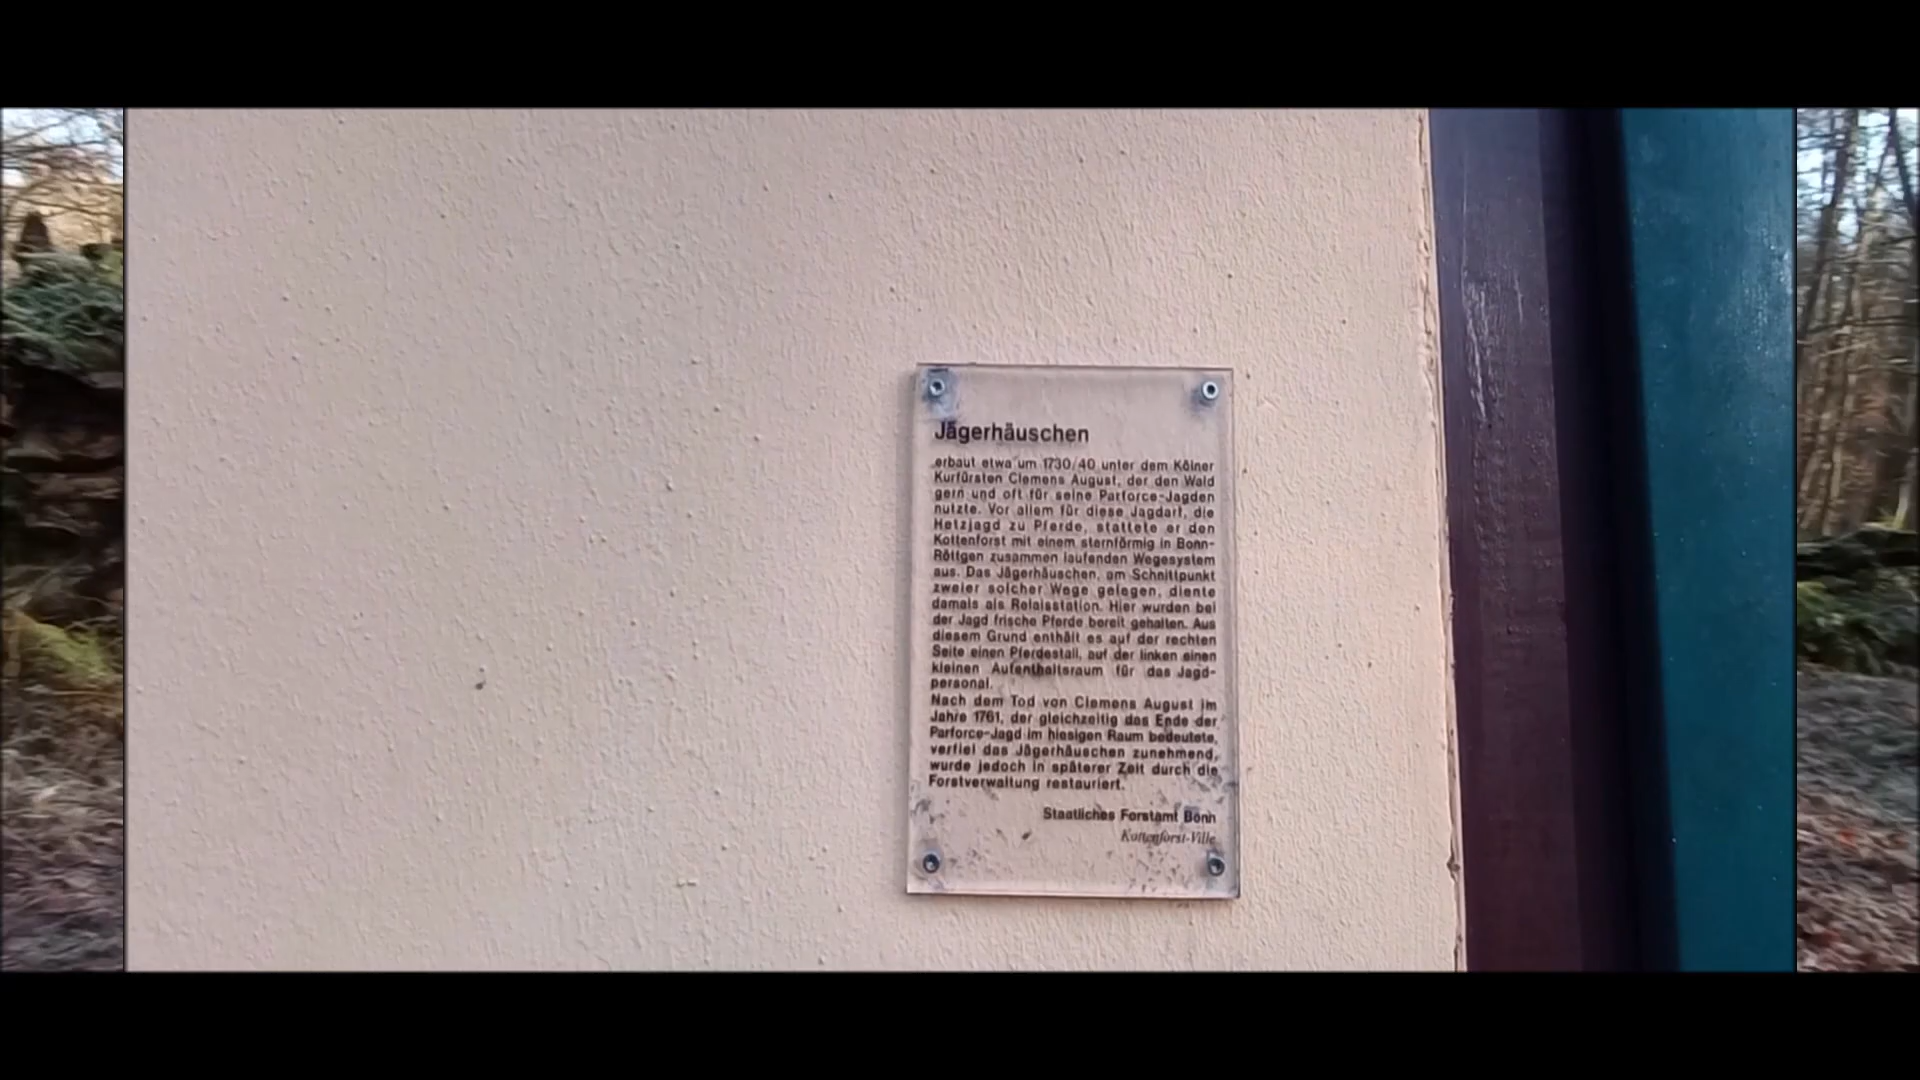 Jägerhäuschen
erbaut etwa um 1730/40 unter dem Kölner
Kurfürsten Clemens August, der den Wald
gern und oft für seine Parforce-Jagden
nutzte. Vor allem für diese Jagdart, die
Hetzjagd zu Pferde, stattete er den
Kottenforst mit einem sternförmig in Bonn-
Röttgen zusammen laufenden Wegesystem
aus. Das Jägerhäuschen, am Schnittpunkt
zweier solcher Wege gelegen, diente
damals als Relaisstation. Hier wurden bei
der Jagd frische Pferde bereit gehalten. Aus
diesem Grund enthält es auf der rechten
Seite einen Pferdestall, auf der linken einen
kleinen Aufenthaltsraum für das Jagd-
personal.
Nach dem Tod von Clemens August im
Jahre 1761, der gleichzeitig das Ende der
Parforce-Jagd im hiesigen Raum bedeutete,
verfiel das Jägerhäuschen zunehmend,
wurde jedoch in späterer Zeit durch die
Forstverwaltung restauriert.
Staatliches Forstamt Bonn
Kottenforst-Ville